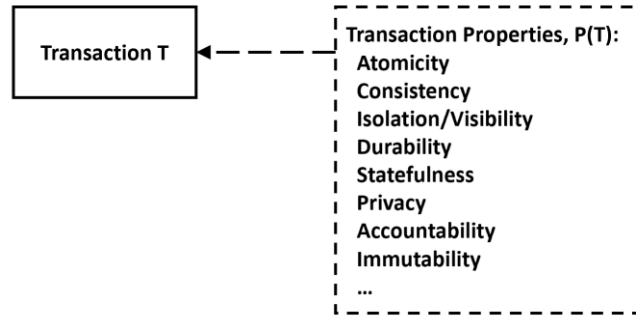 Transaction T
Transaction Properties, P(T):
Atomicity
Consistency
Isolation/Visibility
Durability
Statefulness
Privacy
Accountability
Immutability
...